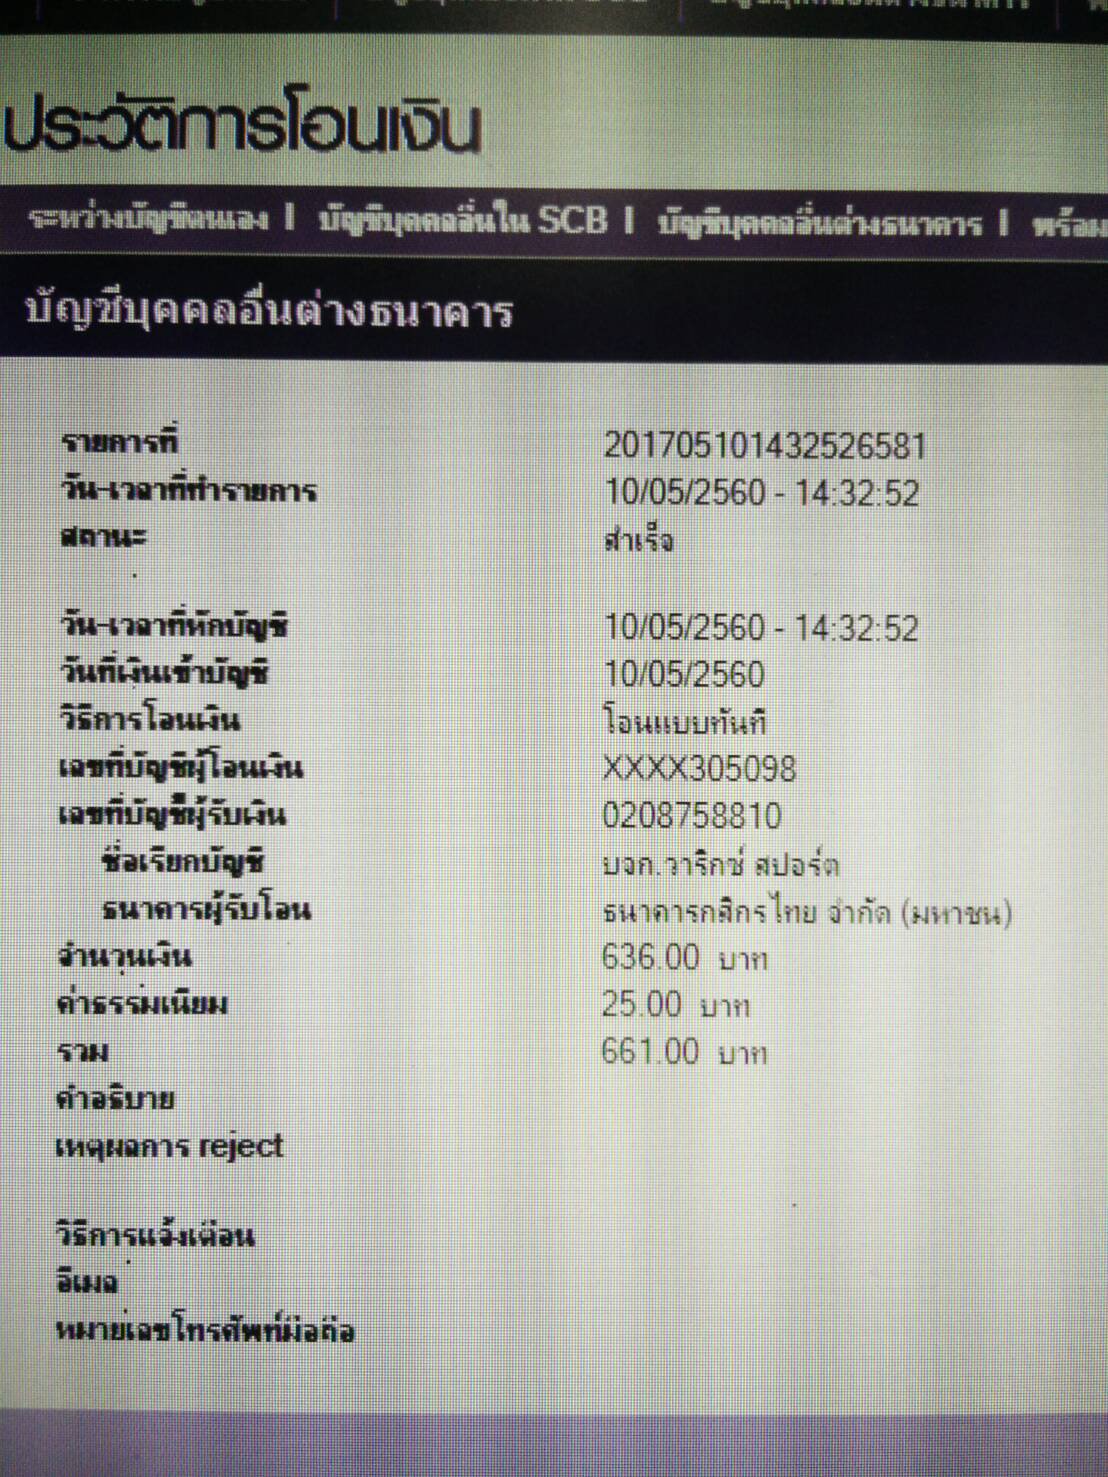 ประวัติการโอนเงิน
ระหว่างบัญชีตนเอง | บัญชีบุคคลอื่นใน SCB | บัญชีบุคคลอื่นต่างธนาคาร | พร้อม
บัญชีบุคคลอื่นต่างธนาคาร
รายการที่ 201705101432526581
วัน-เวลาที่ทำรายการ 10/05/2560 - 14:32:52
สถานะ สำเร็จ
วัน-เวลาที่หักบัญชี 10/05/2560 - 14:32:52
วันที่เงินเข้าบัญชี 10/05/2560
วิธีการโอนเงิน โอนแบบทันที
เลขที่บัญชีผู้โอนเงิน XXXX305098
เลขที่บัญชีผู้รับเงิน 0208758810
ชื่อเรียกบัญชี บจก.วาริกซ์ สปอร์ต
ธนาคารผู้รับโอน ธนาคารกสิกรไทย จำกัด (มหาชน)
จำนวนเงิน 636.00 บาท
ค่าธรรมเนียม 25.00 บาท
รวม 661.00 บาท
คำอธิบาย
เหตุผลการ reject
วิธีการแจ้งเตือน
อีเมล
หมายเลขโทรศัพท์มือถือ